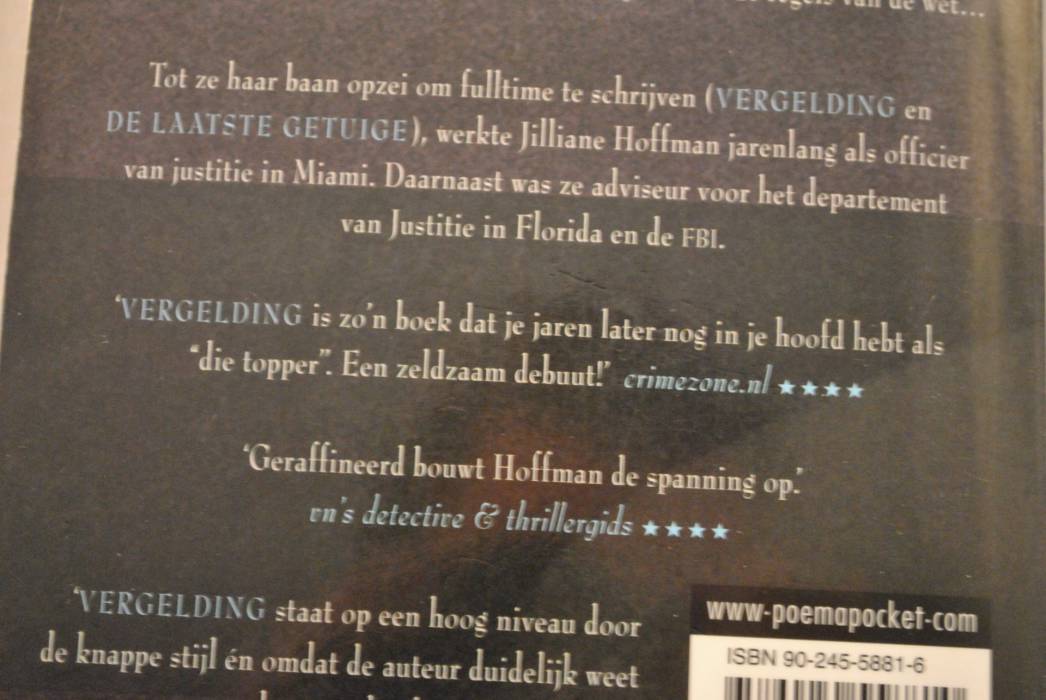 van de wet...
Tot ze haar baan opzei om fulltime te schrijven (VERGELDING en
DE LAATSTE GETUIGE), werkte Jilliane Hoffman jarenlang als officier
van justitie in Miami. Daarnaast was ze adviseur voor het departement
van Justitie in Florida en de FBI.
'VERGELDING is zo'n boek dat je jaren later nog in je hoofd hebt als
"die topper". Een zeldzaam debuut!' crimezone.nl ★★★★
'Geraffineerd bouwt Hoffman de spanning op.'
vn's detective & thrillergids ★★★★
'VERGELDING staat op een hoog niveau door
de knappe stijl én omdat de auteur duidelijk weet
www-poemapocket-com
ISBN 90-245-5881-6